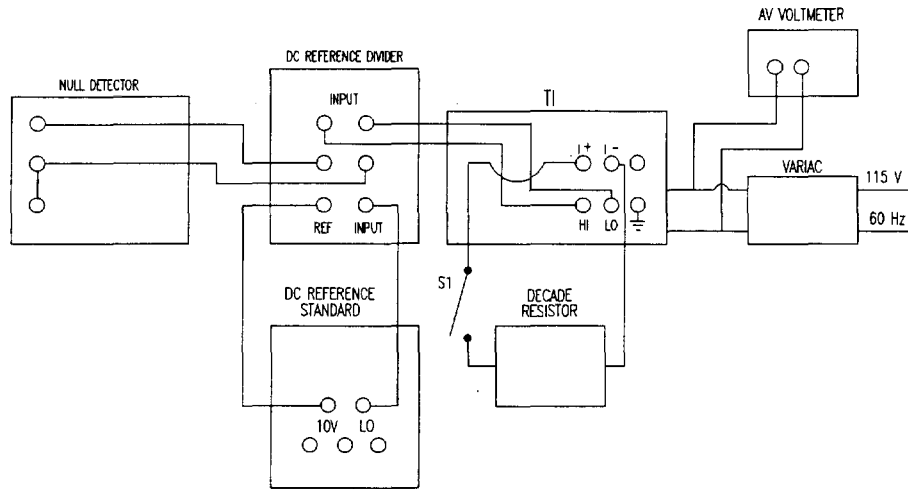 AV VOLTMETER
DC REFERENCE DIVIDER
NULL DETECTOR
INPUT
TI
I+ I-
VARIAC
115 V
60 Hz
REF INPUT
HI LO
S1
DC REFERENCE
STANDARD
DECADE
RESISTOR
10V LO